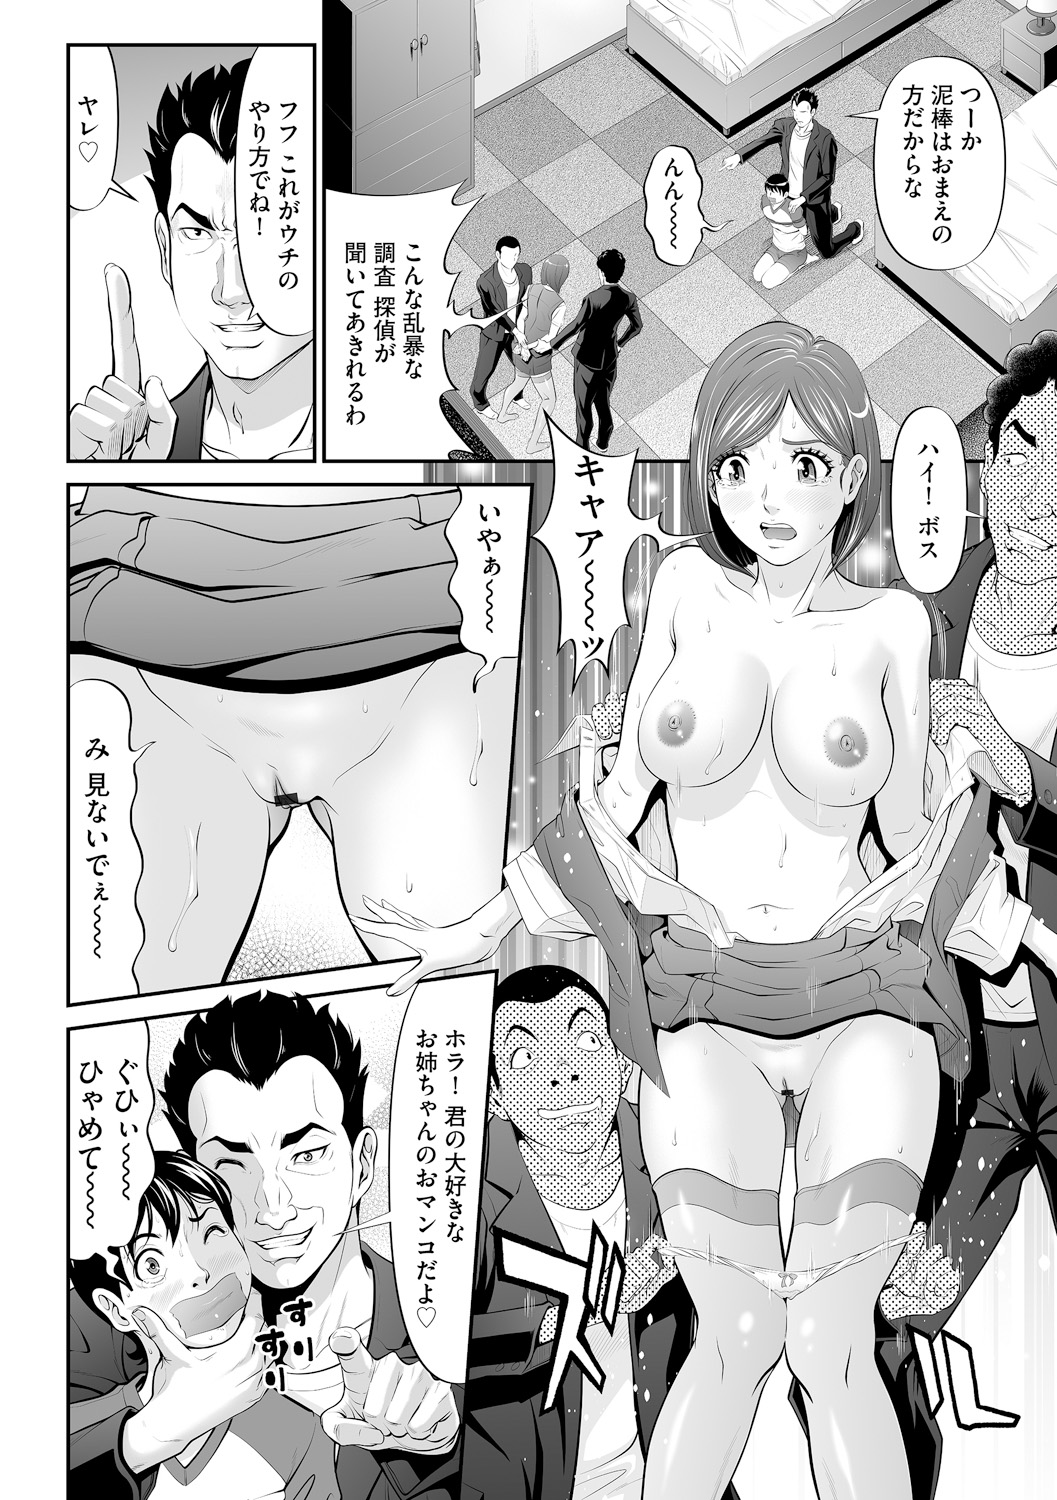 つーか
泥棒はおまえの
方だからな
んん〜〜
こんな乱暴な
調査 探偵が
聞いてあきれるわ
フフ これがウチの
やり方でね！
ヤレ♡
ハイ！ ボス
キャア〜〜ッ
いやぁ〜〜
み 見ないでぇ〜〜
ホラ！ 君の大好きな
お姉ちゃんのおマンコだよ♡
ぐひぃ〜〜
ひゃめて〜〜
すりすり
すり
ズル